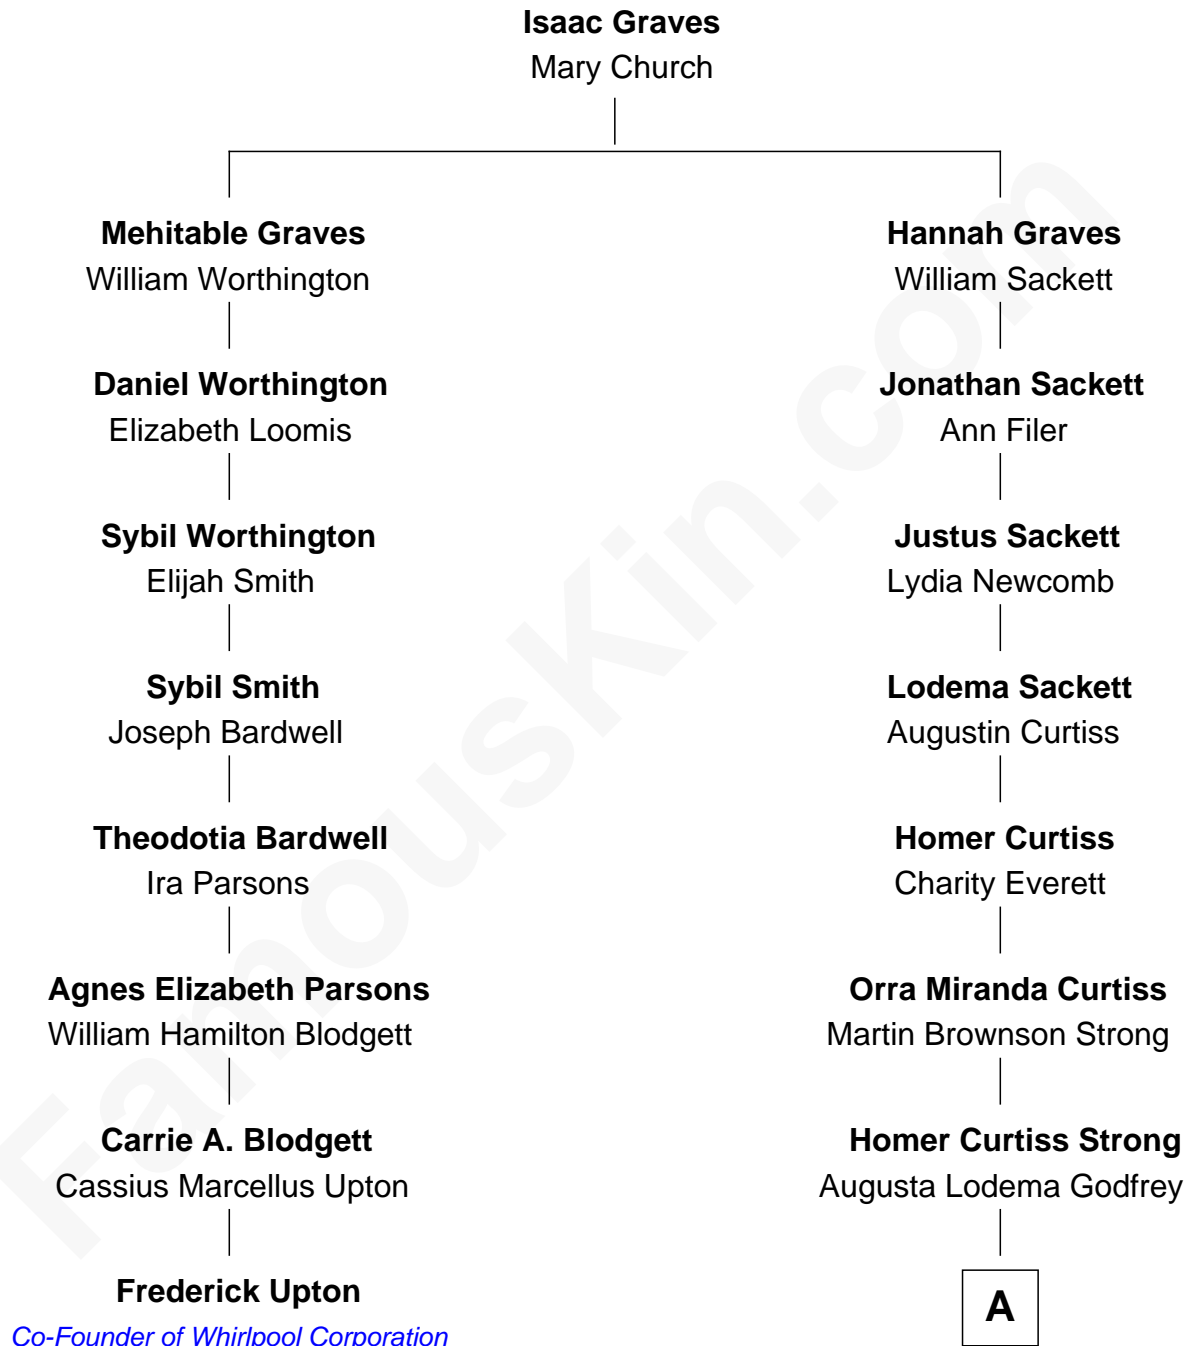 Isaac Graves
Mary Church
Mehitable Graves
William Worthington
Hannah Graves
William Sackett
Daniel Worthington
Elizabeth Loomis
Jonathan Sackett
Ann Filer
Sybil Worthington
Elijah Smith
Justus Sackett
Lydia Newcomb
Sybil Smith
Joseph Bardwell
Lodema Sackett
Augustin Curtiss
Theodotia Bardwell
Ira Parsons
Homer Curtiss
Charity Everett
Agnes Elizabeth Parsons
William Hamilton Blodgett
Orra Miranda Curtiss
Martin Brownson Strong
Carrie A. Blodgett
Cassius Marcellus Upton
Homer Curtiss Strong
Augusta Lodema Godfrey
Frederick Upton
Co-Founder of Whirlpool Corporation
A
FamousKin.com